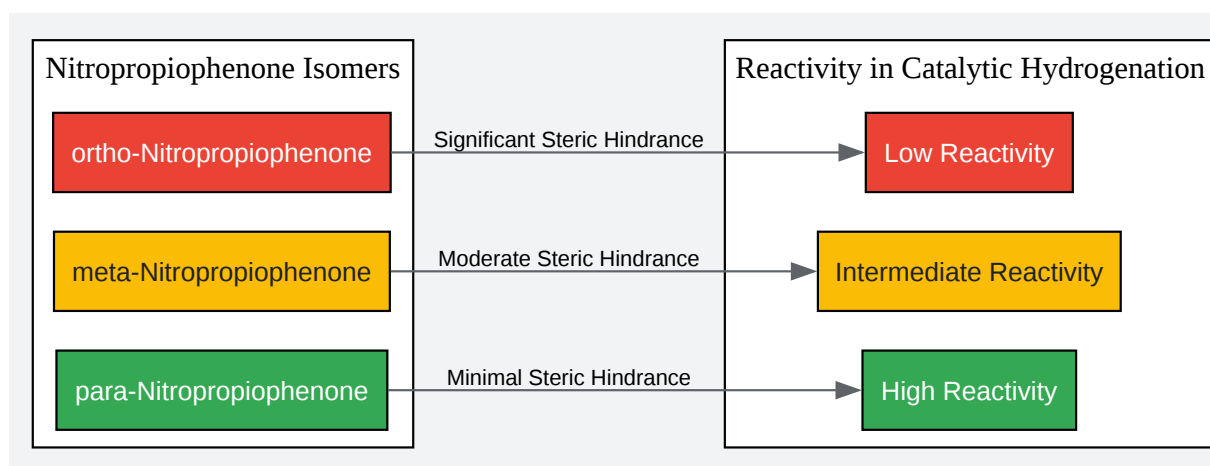 Nitropropiophenone Isomers
Reactivity in Catalytic Hydrogenation
ortho-Nitropropiophenone
Significant Steric Hindrance
Low Reactivity
meta-Nitropropiophenone
Moderate Steric Hindrance
Intermediate Reactivity
para-Nitropropiophenone
Minimal Steric Hindrance
High Reactivity